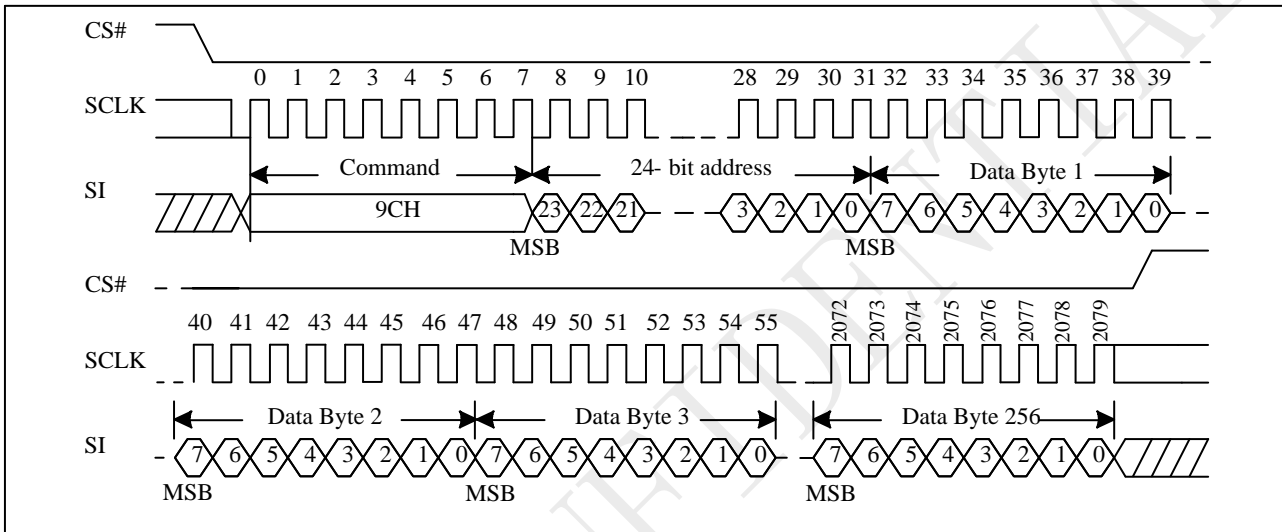 CS#
0 1 2 3 4 5 6 7 8 9 10 28 29 30 31 32 33 34 35 36 37 38 39
SCLK
Command 24- bit address Data Byte 1
SI
9CH 23 22 21 3 2 1 0 7 6 5 4 3 2 1 0
MSB MSB
CS#
40 41 42 43 44 45 46 47 48 49 50 51 52 53 54 55 2072 2073 2074 2075 2076 2077 2078 2079
SCLK
Data Byte 2 Data Byte 3 Data Byte 256
SI
7 6 5 4 3 2 1 0 7 6 5 4 3 2 1 0 7 6 5 4 3 2 1 0
MSB MSB MSB